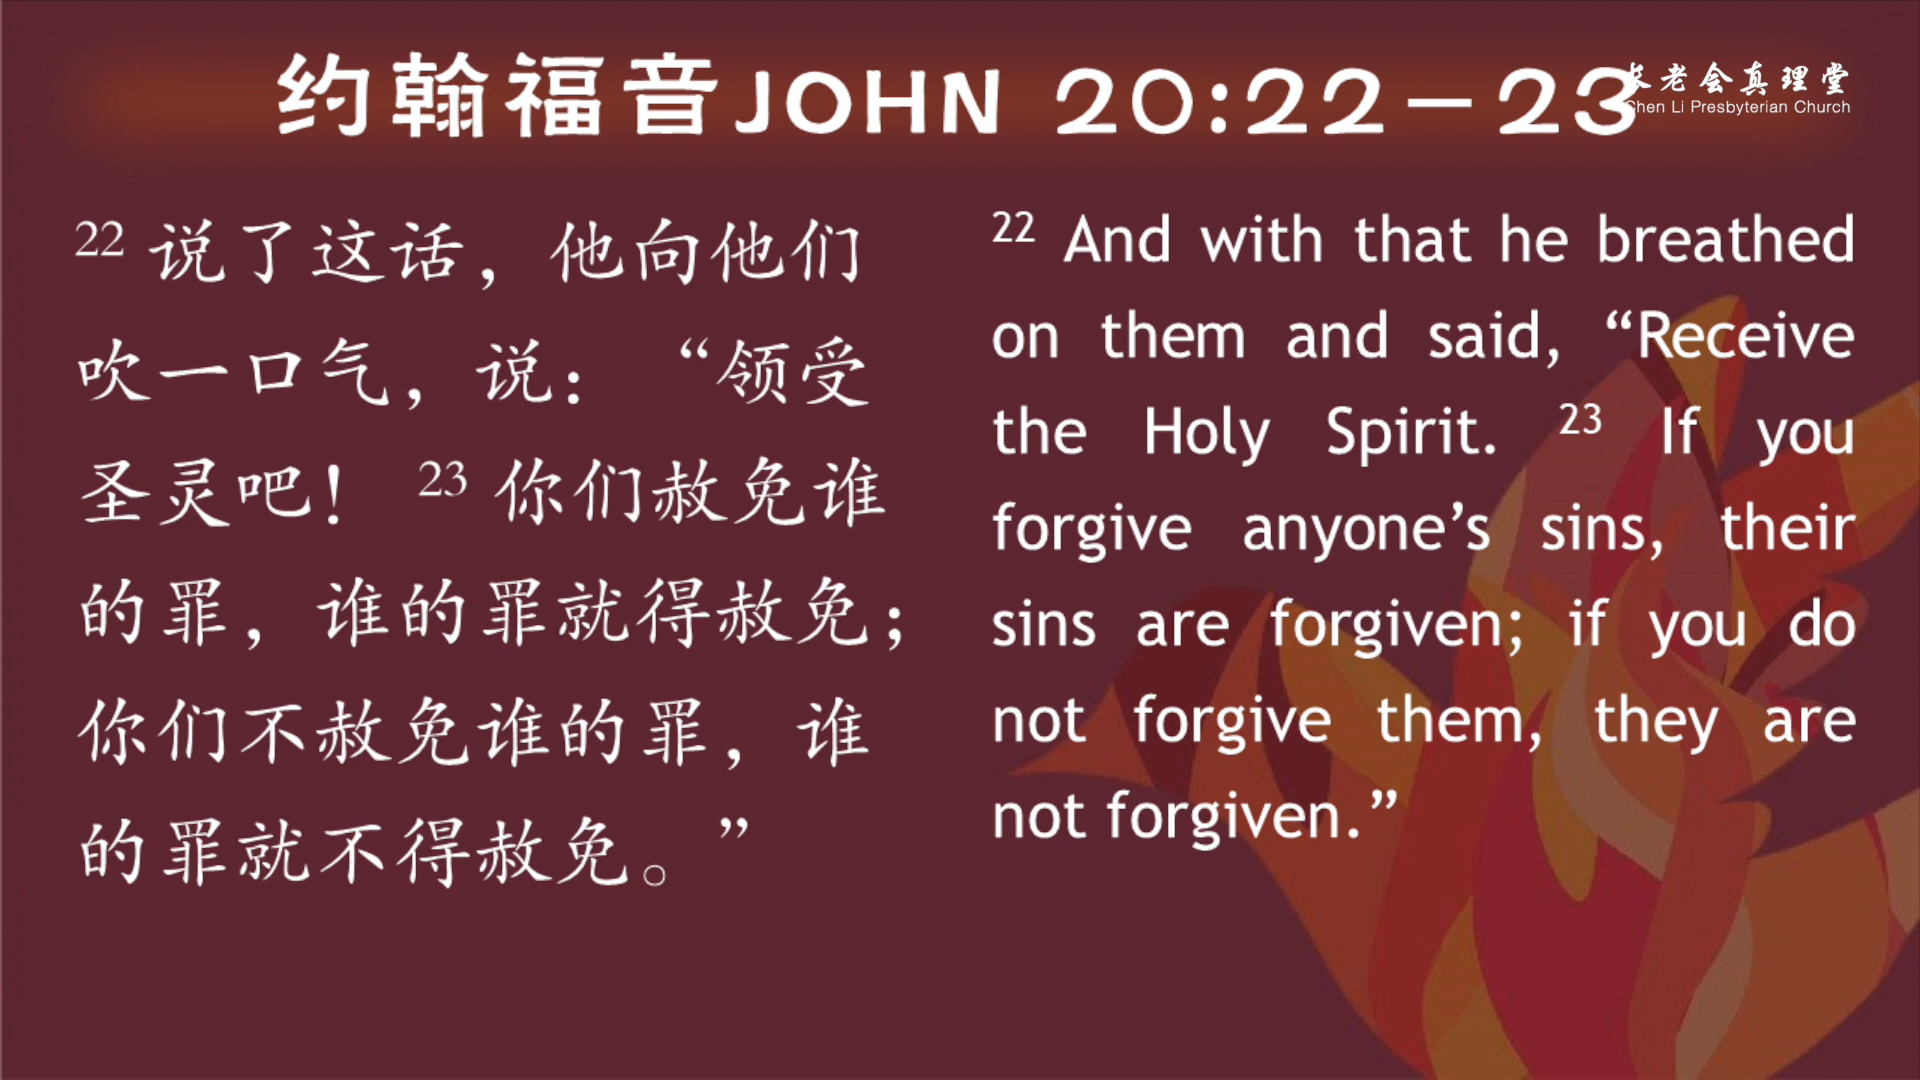 约翰福音JOHN 20:22-23
长老会真理堂
Chen Li Presbyterian Church
22 说了这话，他向他们
吹一口气，说：“领受
圣灵吧！ 23 你们赦免谁
的罪，谁的罪就得赦免；
你们不赦免谁的罪，谁
的罪就不得赦免。”
22 And with that he breathed
on them and said, “Receive
the Holy Spirit. 23 If you
forgive anyone’s sins, their
sins are forgiven; if you do
not forgive them, they are
not forgiven.”